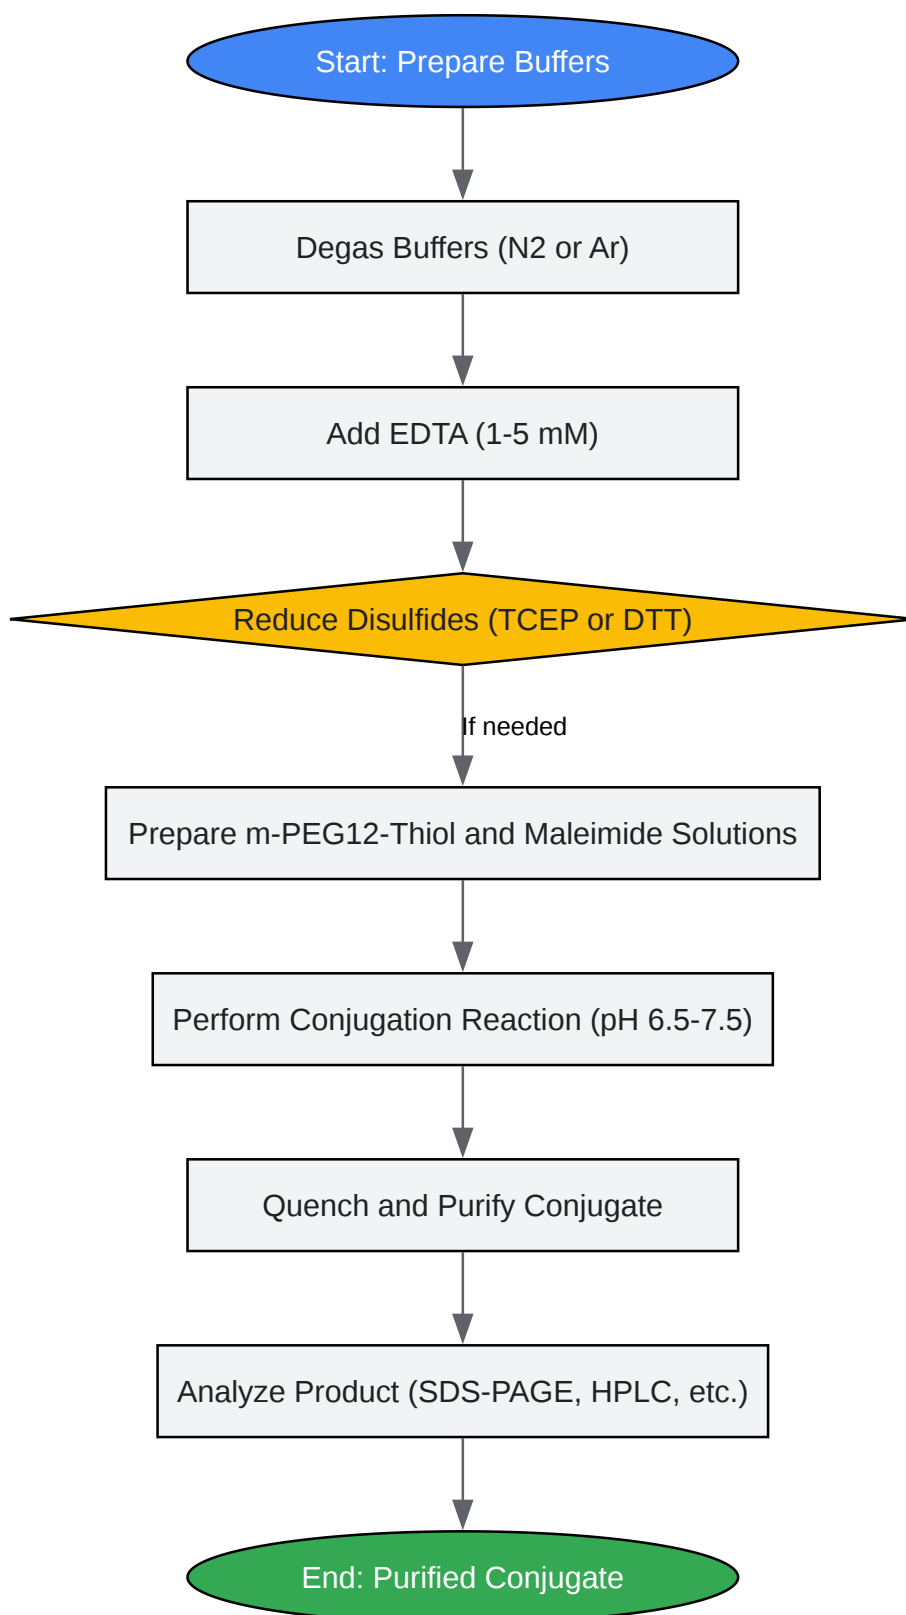 Start: Prepare Buffers
Degas Buffers (N2 or Ar)
Add EDTA (1-5 mM)
Reduce Disulfides (TCEP or DTT)
If needed
Prepare m-PEG12-Thiol and Maleimide Solutions
Perform Conjugation Reaction (pH 6.5-7.5)
Quench and Purify Conjugate
Analyze Product (SDS-PAGE, HPLC, etc.)
End: Purified Conjugate